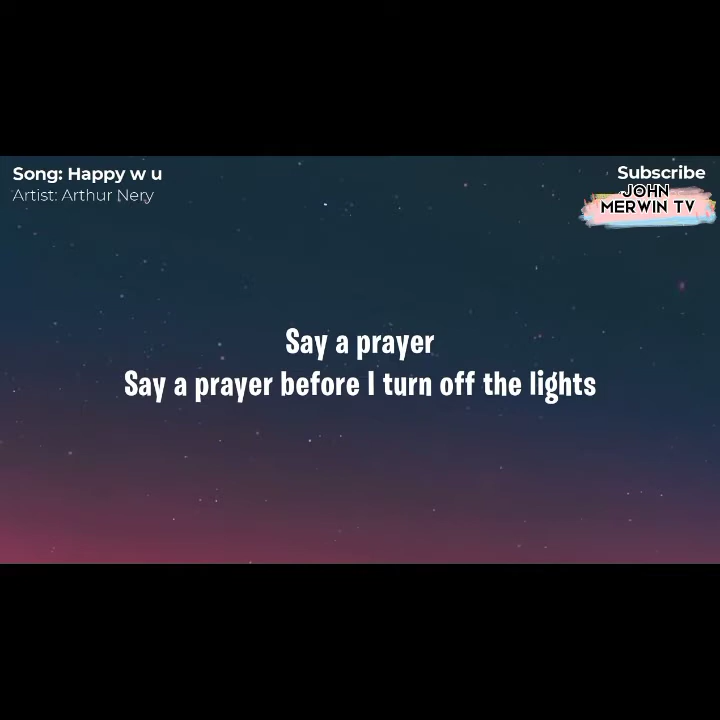 Song: Happy w u
Artist: Arthur Nery
Subscribe
JOHN
MERWIN TV
Say a prayer
Say a prayer before I turn off the lights